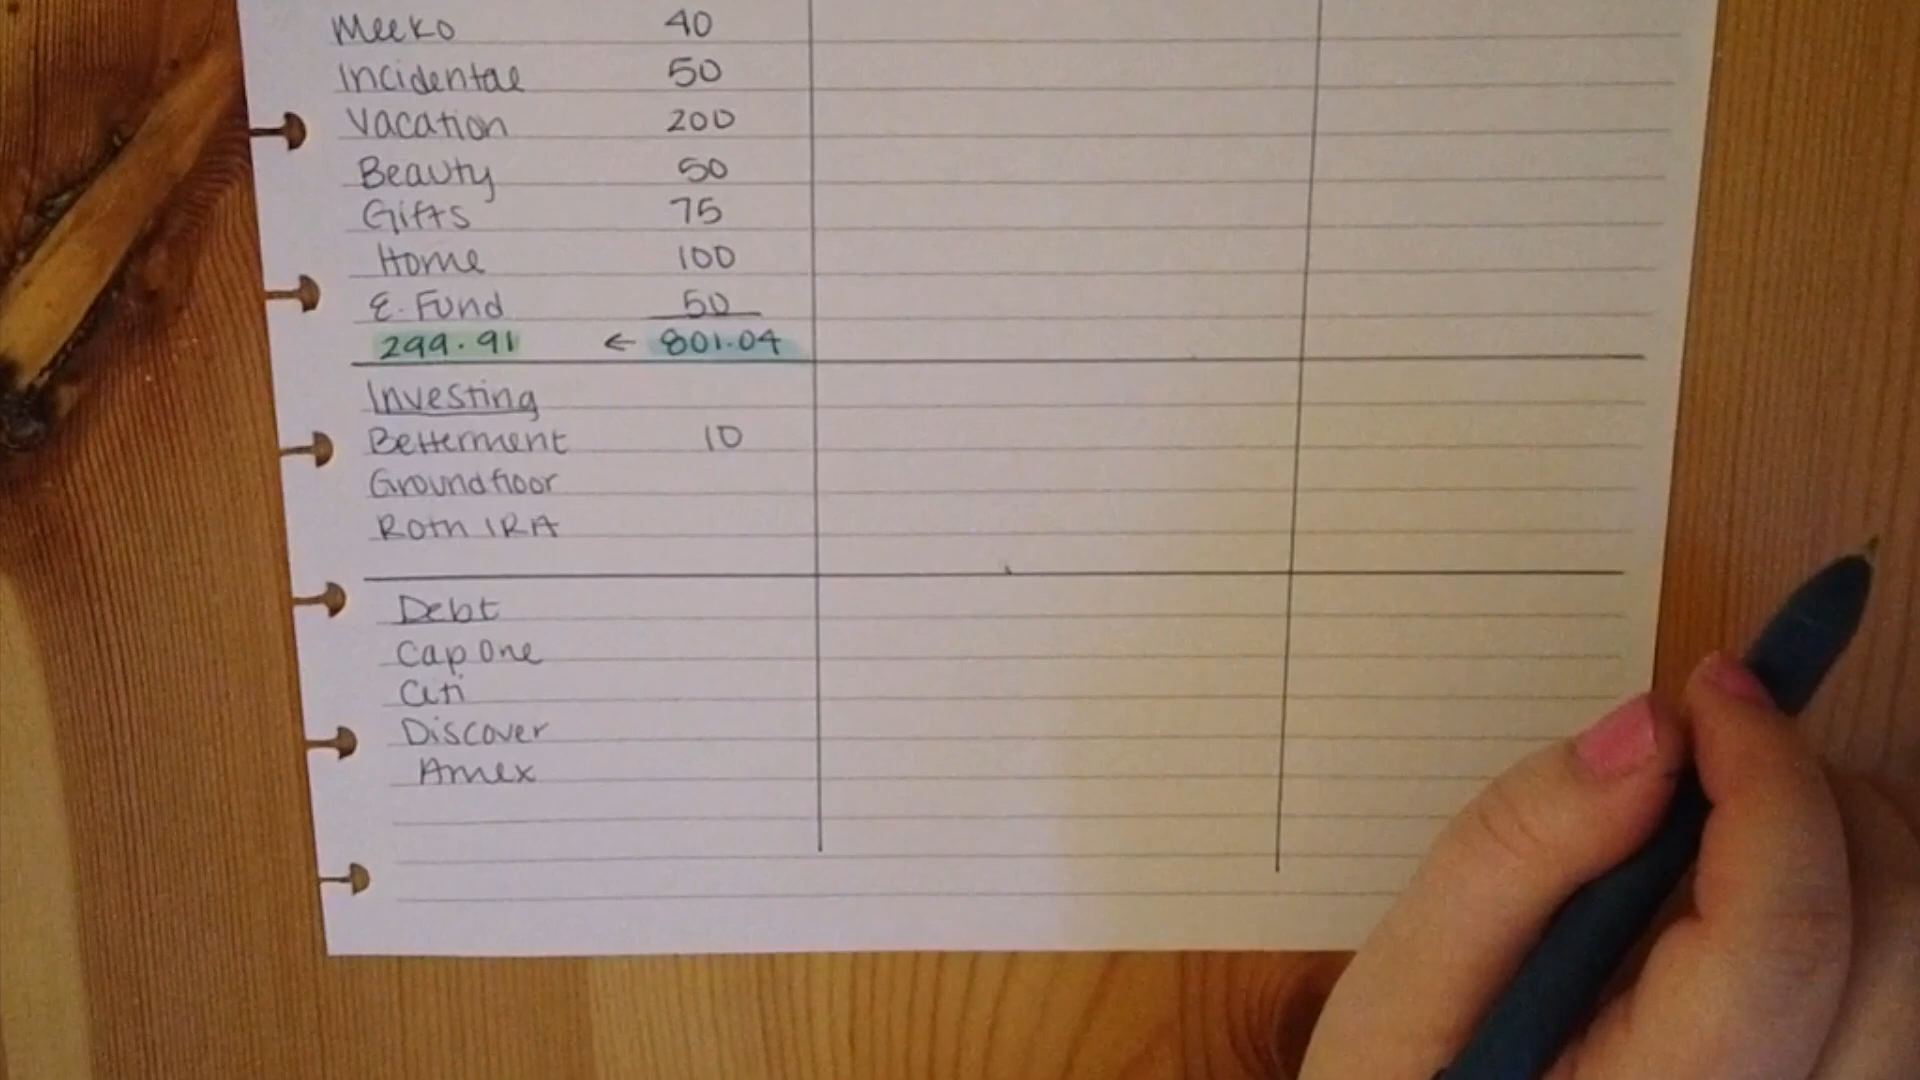 Meeko 40
Incidental 50
Vacation 200
Beauty 50
Gifts 75
Home 100
E. Fund 50
299.91 ← 801.04
Investing
Betterment 10
Groundfloor
Roth IRA
Debt
Cap One
Citi
Discover
Amex